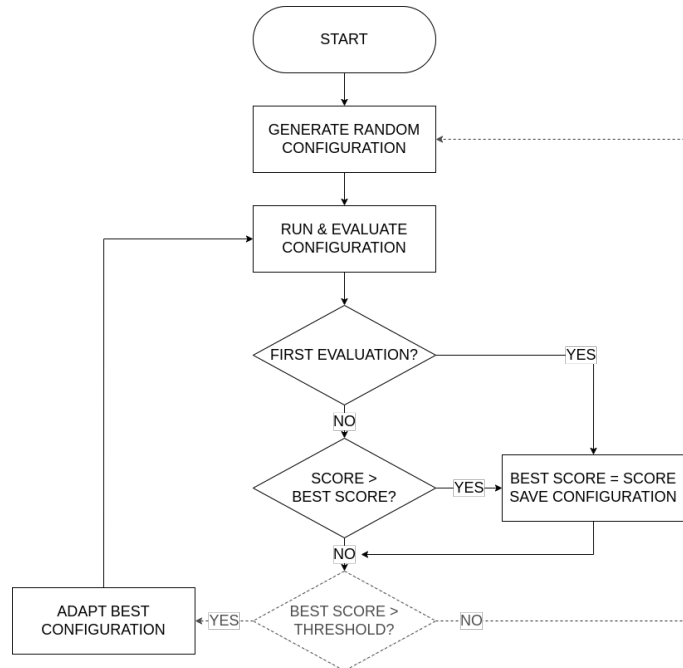 START
GENERATE RANDOM
CONFIGURATION
RUN & EVALUATE
CONFIGURATION
FIRST EVALUATION?
YES
NO
SCORE >
BEST SCORE?
YES
BEST SCORE = SCORE
SAVE CONFIGURATION
NO
ADAPT BEST
CONFIGURATION
YES
BEST SCORE >
THRESHOLD?
NO